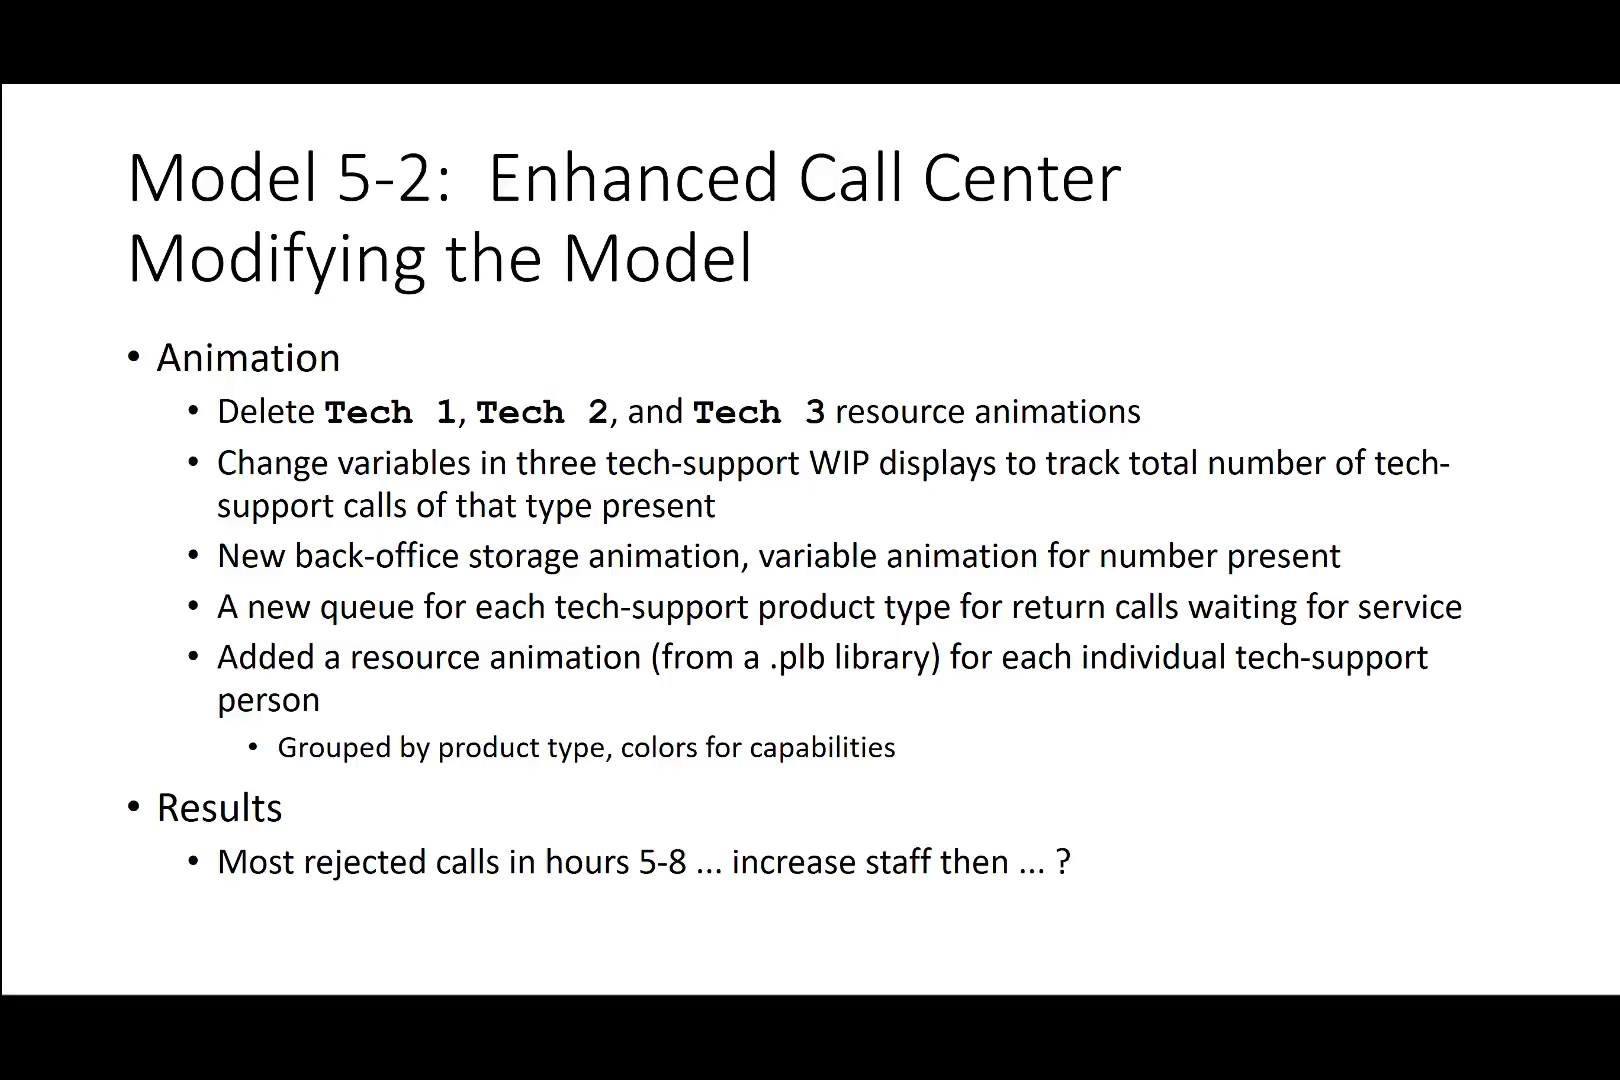 Model 5-2:  Enhanced Call Center
Modifying the Model
• Animation
• Delete Tech 1, Tech 2, and Tech 3 resource animations
• Change variables in three tech-support WIP displays to track total number of tech-
support calls of that type present
• New back-office storage animation, variable animation for number present
• A new queue for each tech-support product type for return calls waiting for service
• Added a resource animation (from a .plb library) for each individual tech-support
person
• Grouped by product type, colors for capabilities
• Results
• Most rejected calls in hours 5-8 ... increase staff then ... ?